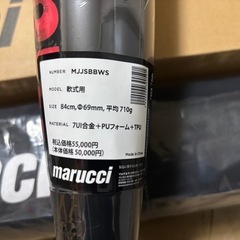 NUMBER MJJSBBWS
MODEL 軟式用
SIZE 84cm,Φ69mm, 平均 710g
MATERIAL 7UI合金+PUフォーム+TPU
税込価格55,000円
(本体価格 50,000円)
Made in China
marucci